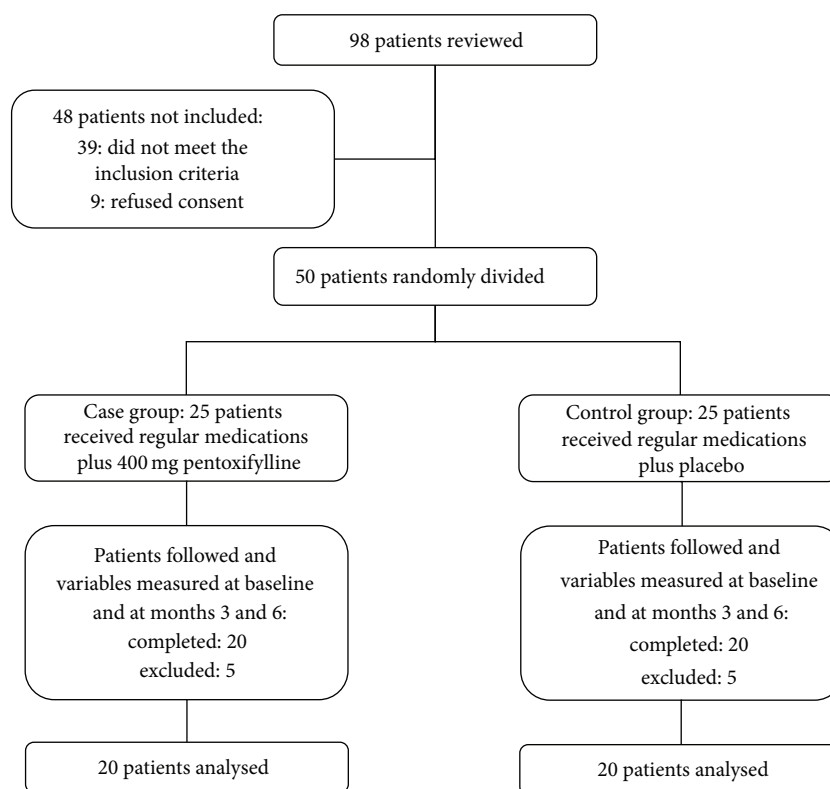 98 patients reviewed
48 patients not included:
39: did not meet the
inclusion criteria
9: refused consent
50 patients randomly divided
Case group: 25 patients
received regular medications
plus 400 mg pentoxifylline
Control group: 25 patients
received regular medications
plus placebo
Patients followed and
variables measured at baseline
and at months 3 and 6:
completed: 20
excluded: 5
Patients followed and
variables measured at baseline
and at months 3 and 6:
completed: 20
excluded: 5
20 patients analysed
20 patients analysed